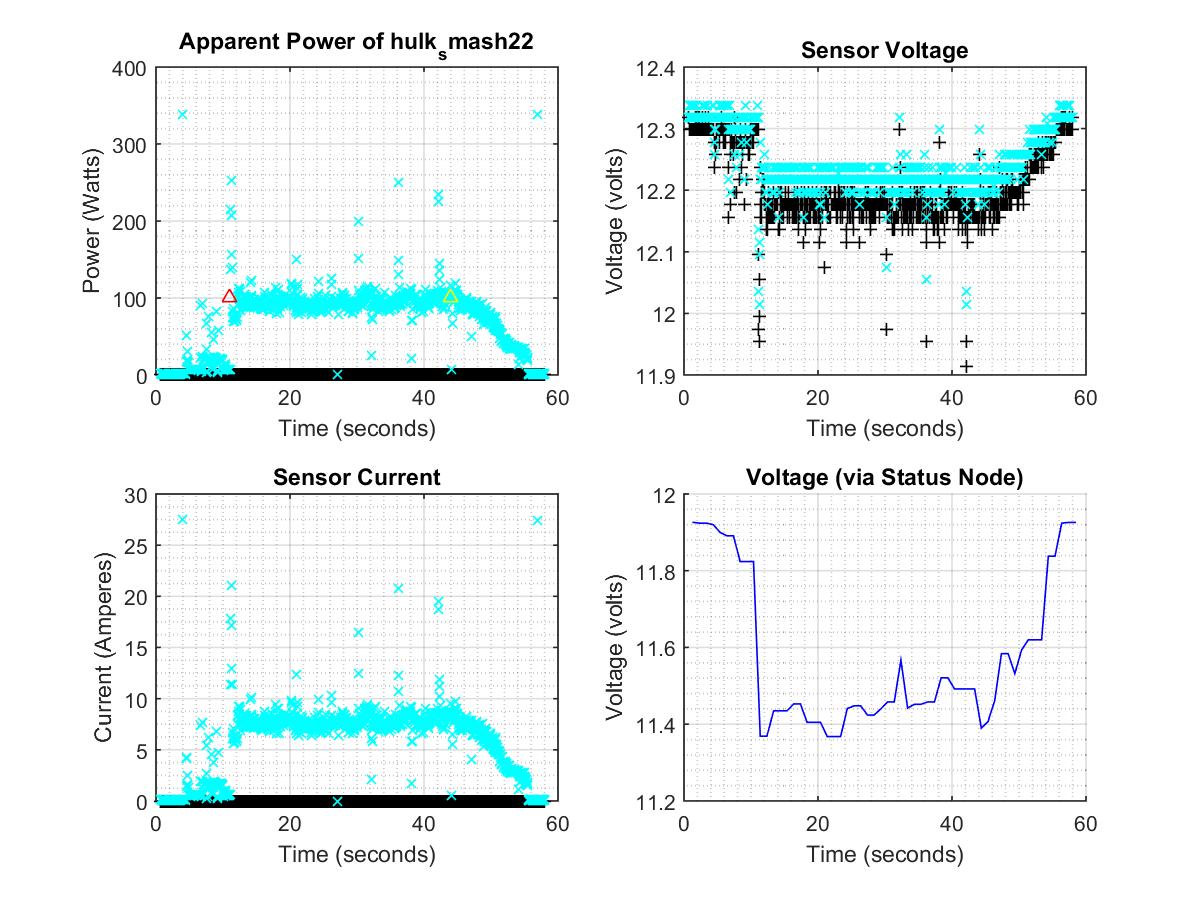 Apparent Power of hulksmash22
400
300
200
100
0
Power (Watts)
0 20 40 60
Time (seconds)
Sensor Voltage
12.4
12.3
12.2
12.1
12
11.9
Voltage (volts)
0 20 40 60
Time (seconds)
Sensor Current
30
25
20
15
10
5
0
Current (Amperes)
0 20 40 60
Time (seconds)
Voltage (via Status Node)
12
11.8
11.6
11.4
11.2
Voltage (volts)
0 20 40 60
Time (seconds)